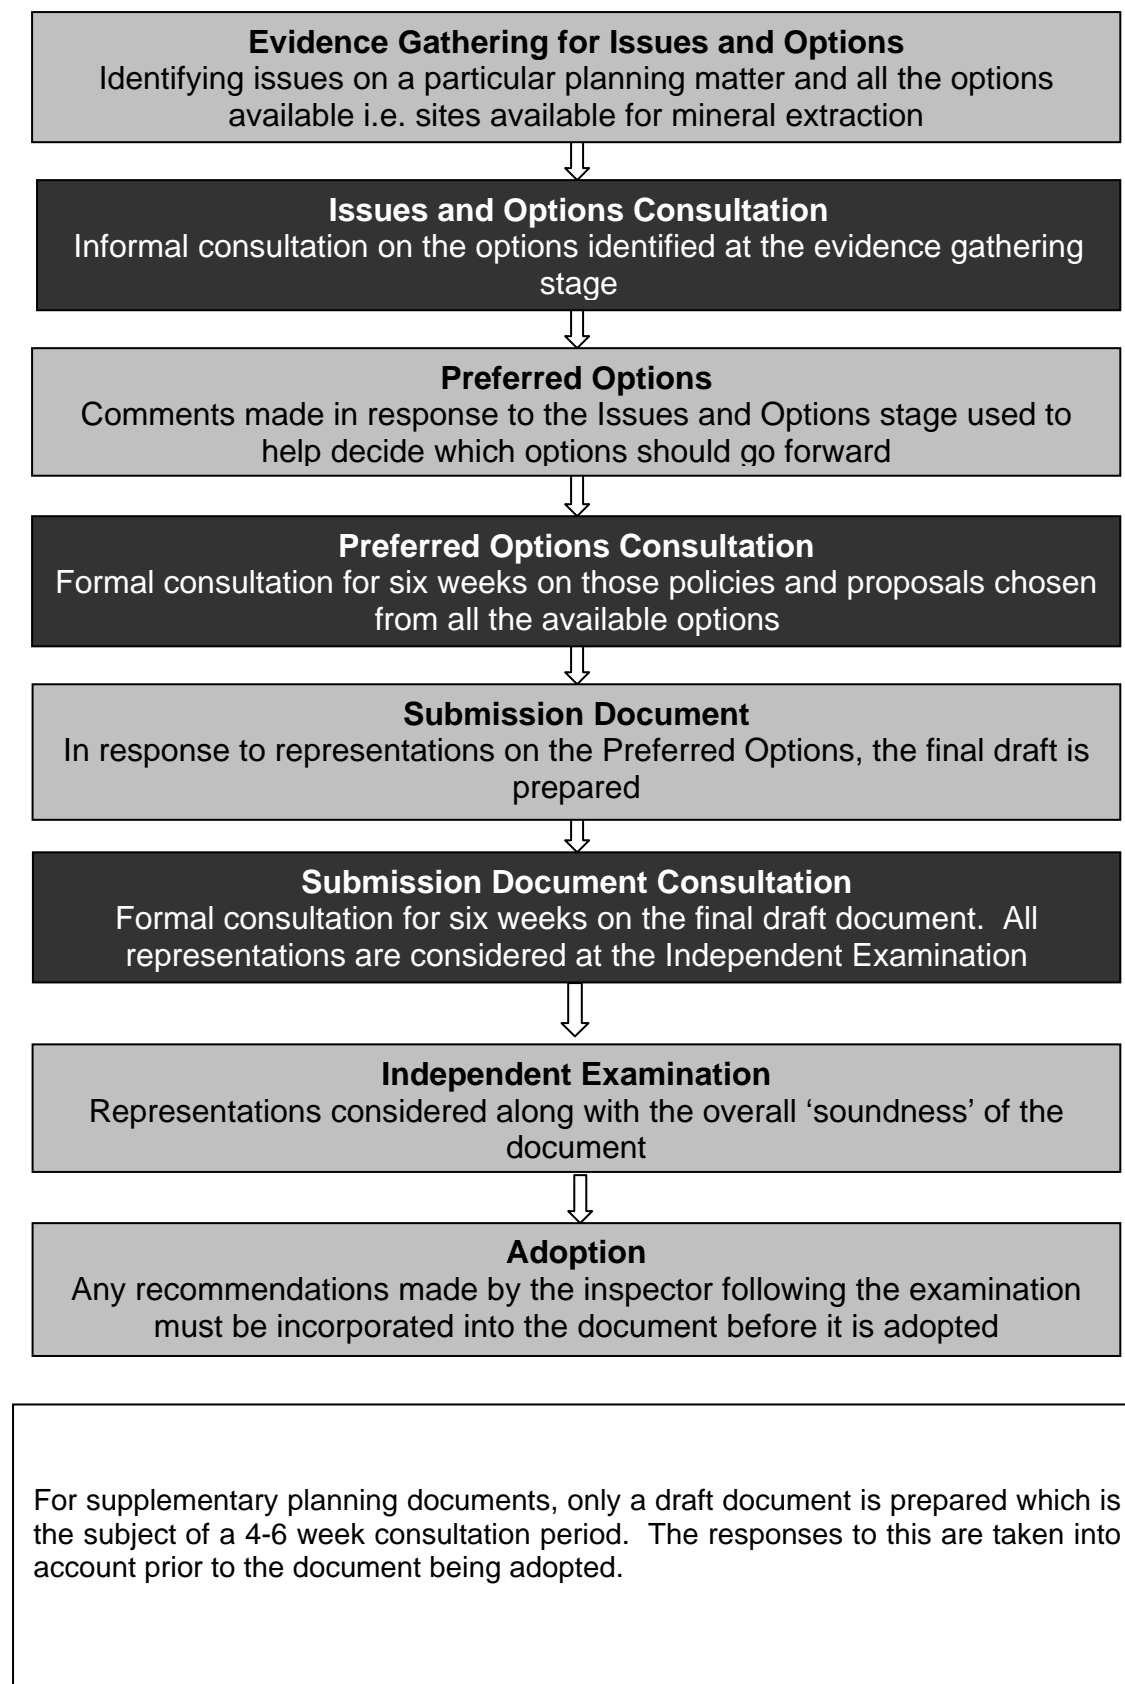 Evidence Gathering for Issues and Options
Identifying issues on a particular planning matter and all the options
available i.e. sites available for mineral extraction
Issues and Options Consultation
Informal consultation on the options identified at the evidence gathering
stage
Preferred Options
Comments made in response to the Issues and Options stage used to
help decide which options should go forward
Preferred Options Consultation
Formal consultation for six weeks on those policies and proposals chosen
from all the available options
Submission Document
In response to representations on the Preferred Options, the final draft is
prepared
Submission Document Consultation
Formal consultation for six weeks on the final draft document.  All
representations are considered at the Independent Examination
Independent Examination
Representations considered along with the overall ‘soundness’ of the
document
Adoption
Any recommendations made by the inspector following the examination
must be incorporated into the document before it is adopted
For supplementary planning documents, only a draft document is prepared which is
the subject of a 4-6 week consultation period.  The responses to this are taken into
account prior to the document being adopted.